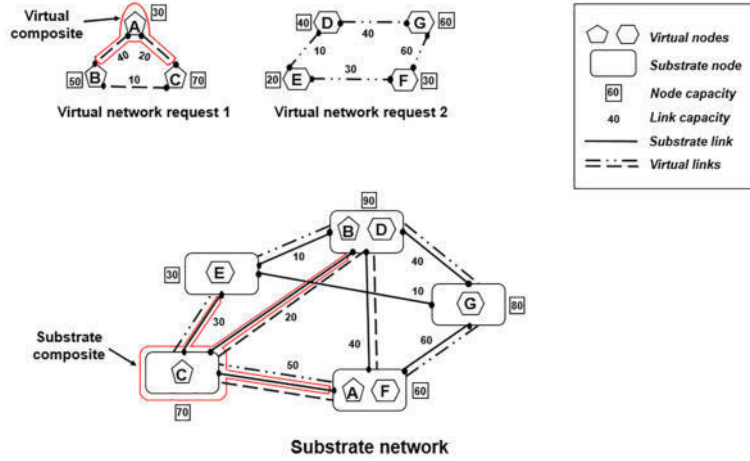 Virtual
composite
30
A
40
20
50
B
10
C
70
Virtual network request 1
40
D
40
G
60
10
60
20
E
30
F
30
Virtual network request 2
Virtual nodes
Substrate node
60
Node capacity
40
Link capacity
Substrate link
Virtual links
90
B
D
10
40
30
E
10
G
80
20
30
40
60
Substrate
composite
C
50
A
F
60
70
Substrate network